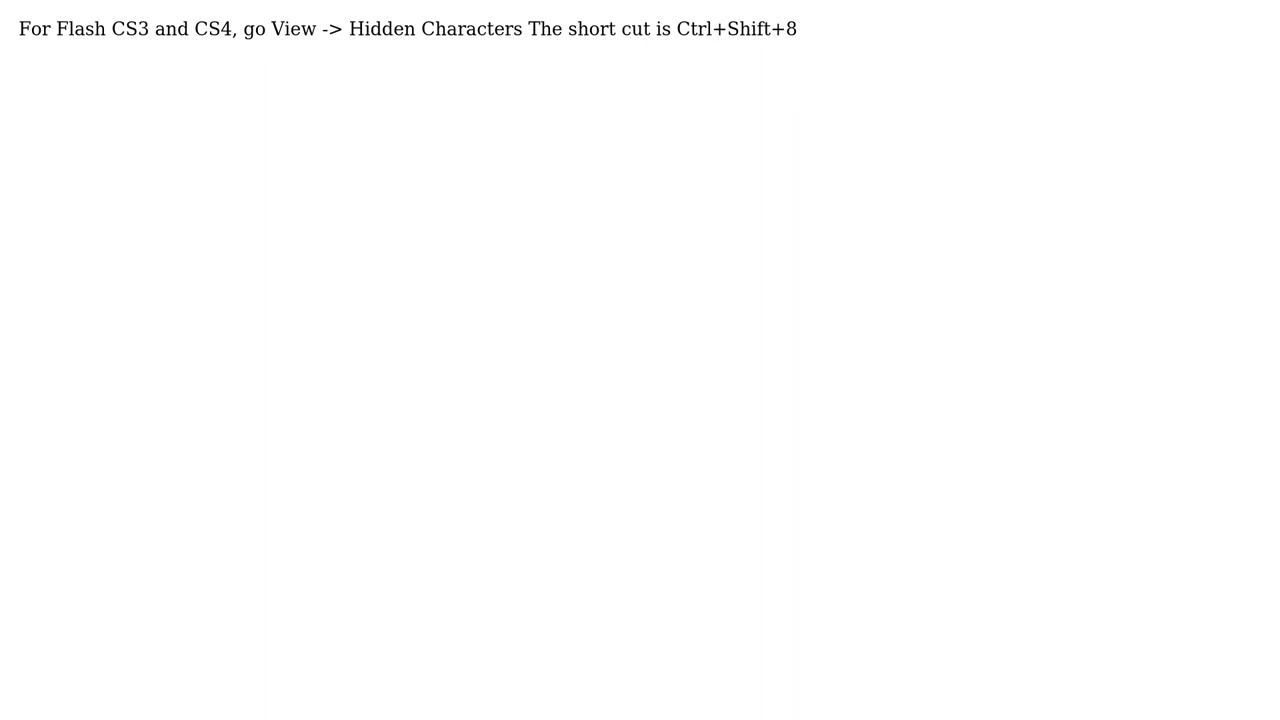 For Flash CS3 and CS4, go View -> Hidden Characters The short cut is Ctrl+Shift+8